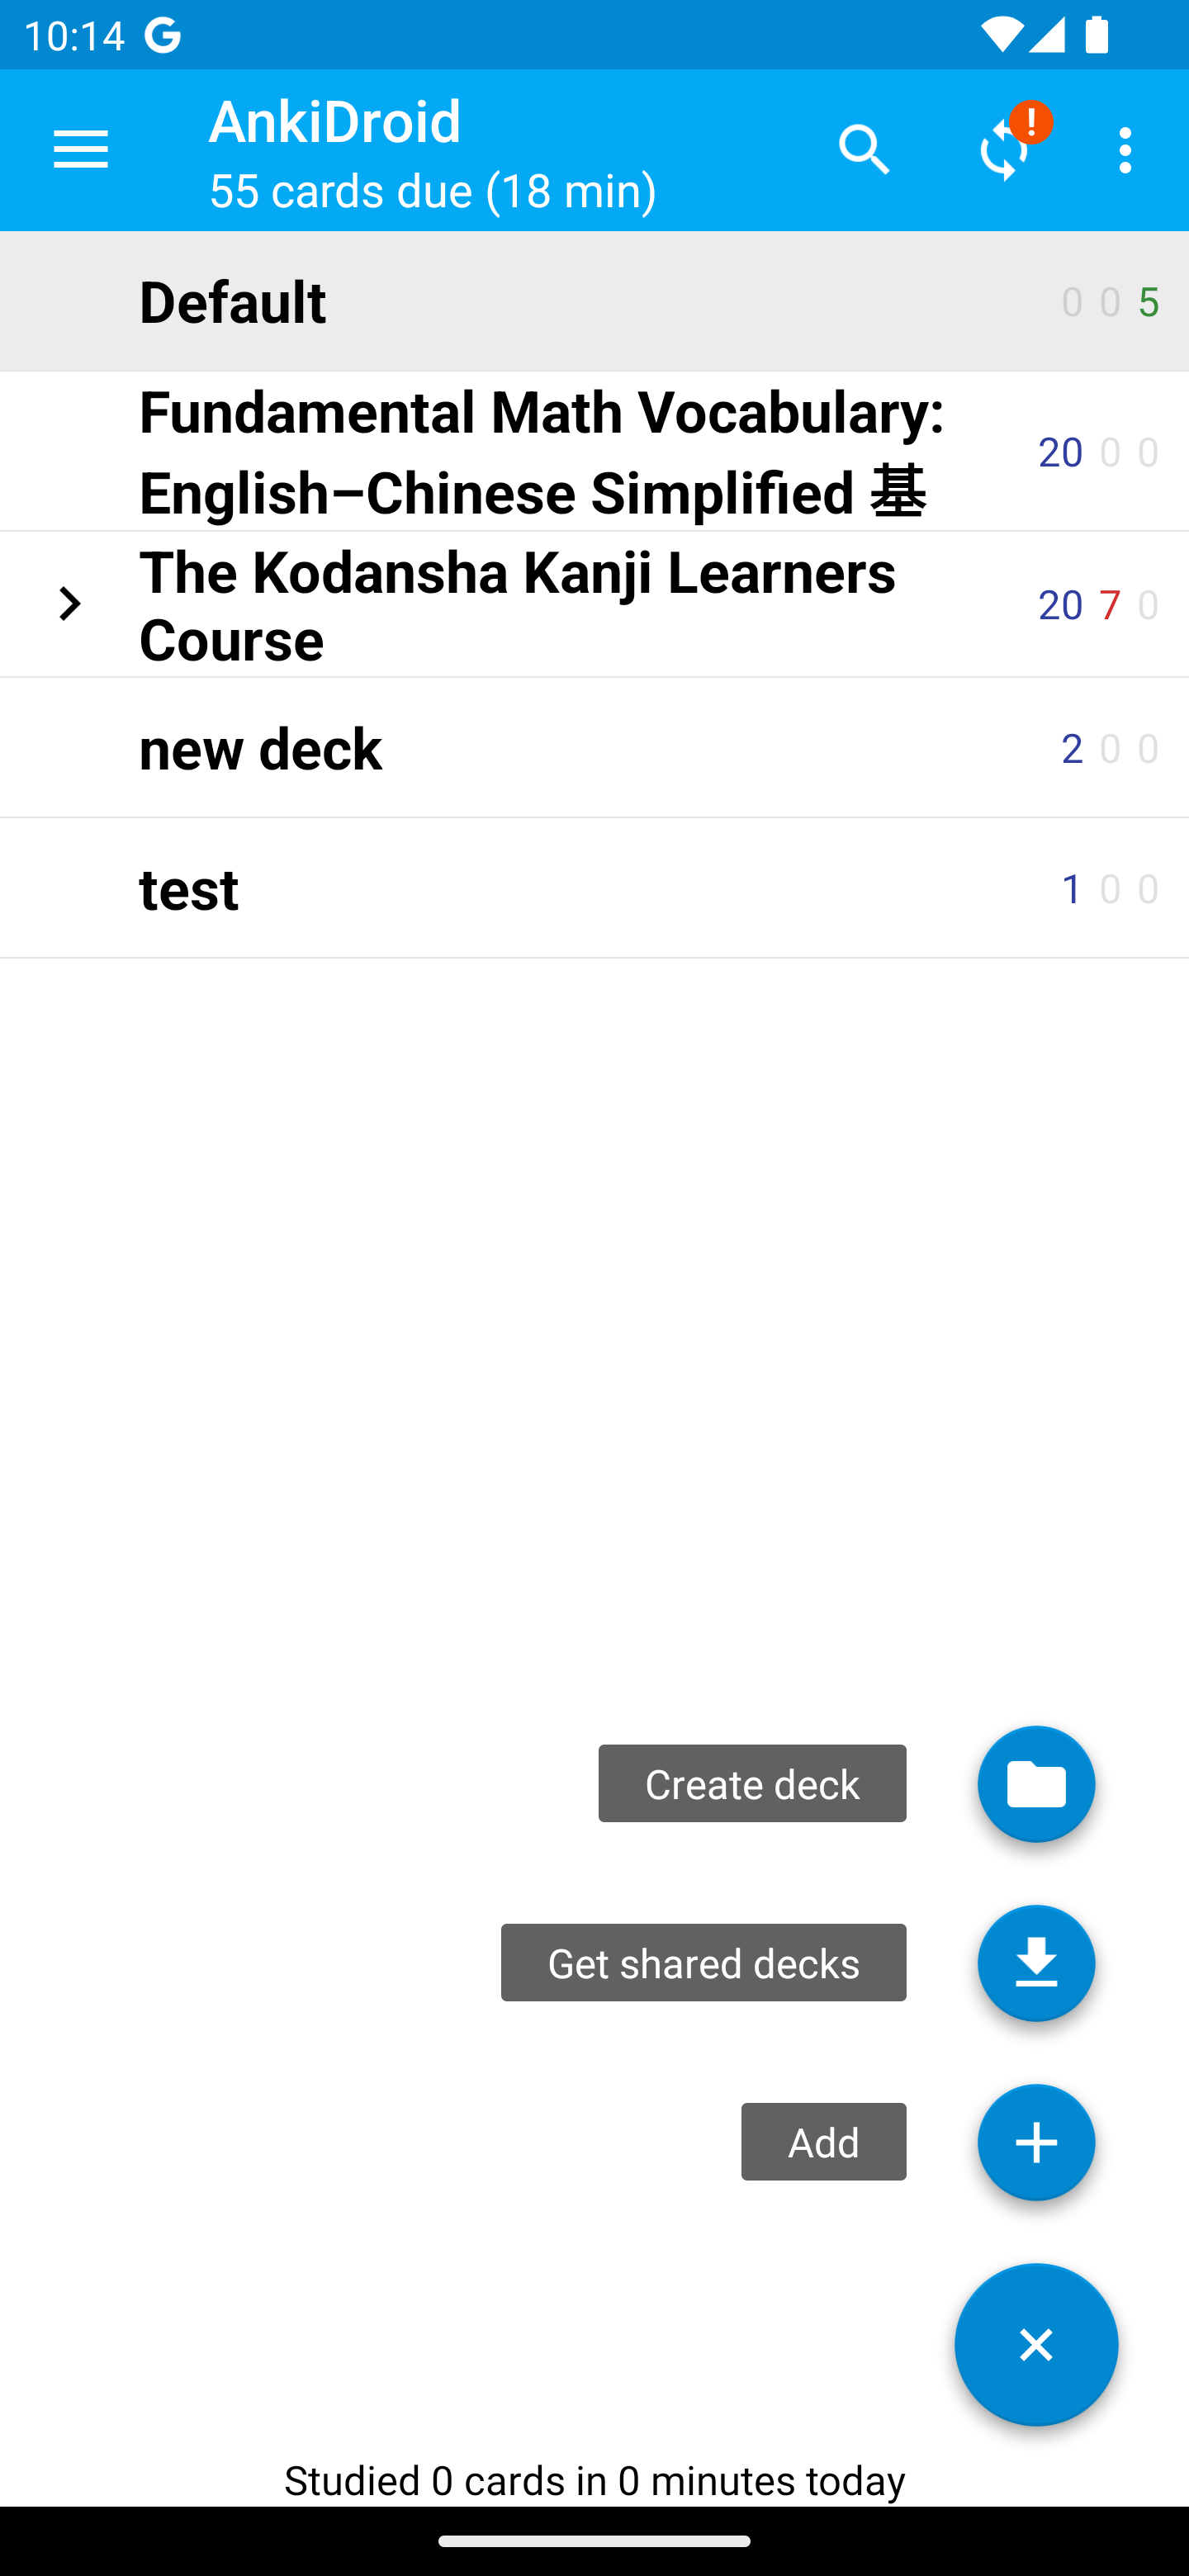 10:14
AnkiDroid
55 cards due (18 min)
Default 0 0 5
Fundamental Math Vocabulary:
English–Chinese Simplified 基
20 0 0
The Kodansha Kanji Learners
Course
20 7 0
new deck 2 0 0
test 1 0 0
Create deck
Get shared decks
Add
Studied 0 cards in 0 minutes today